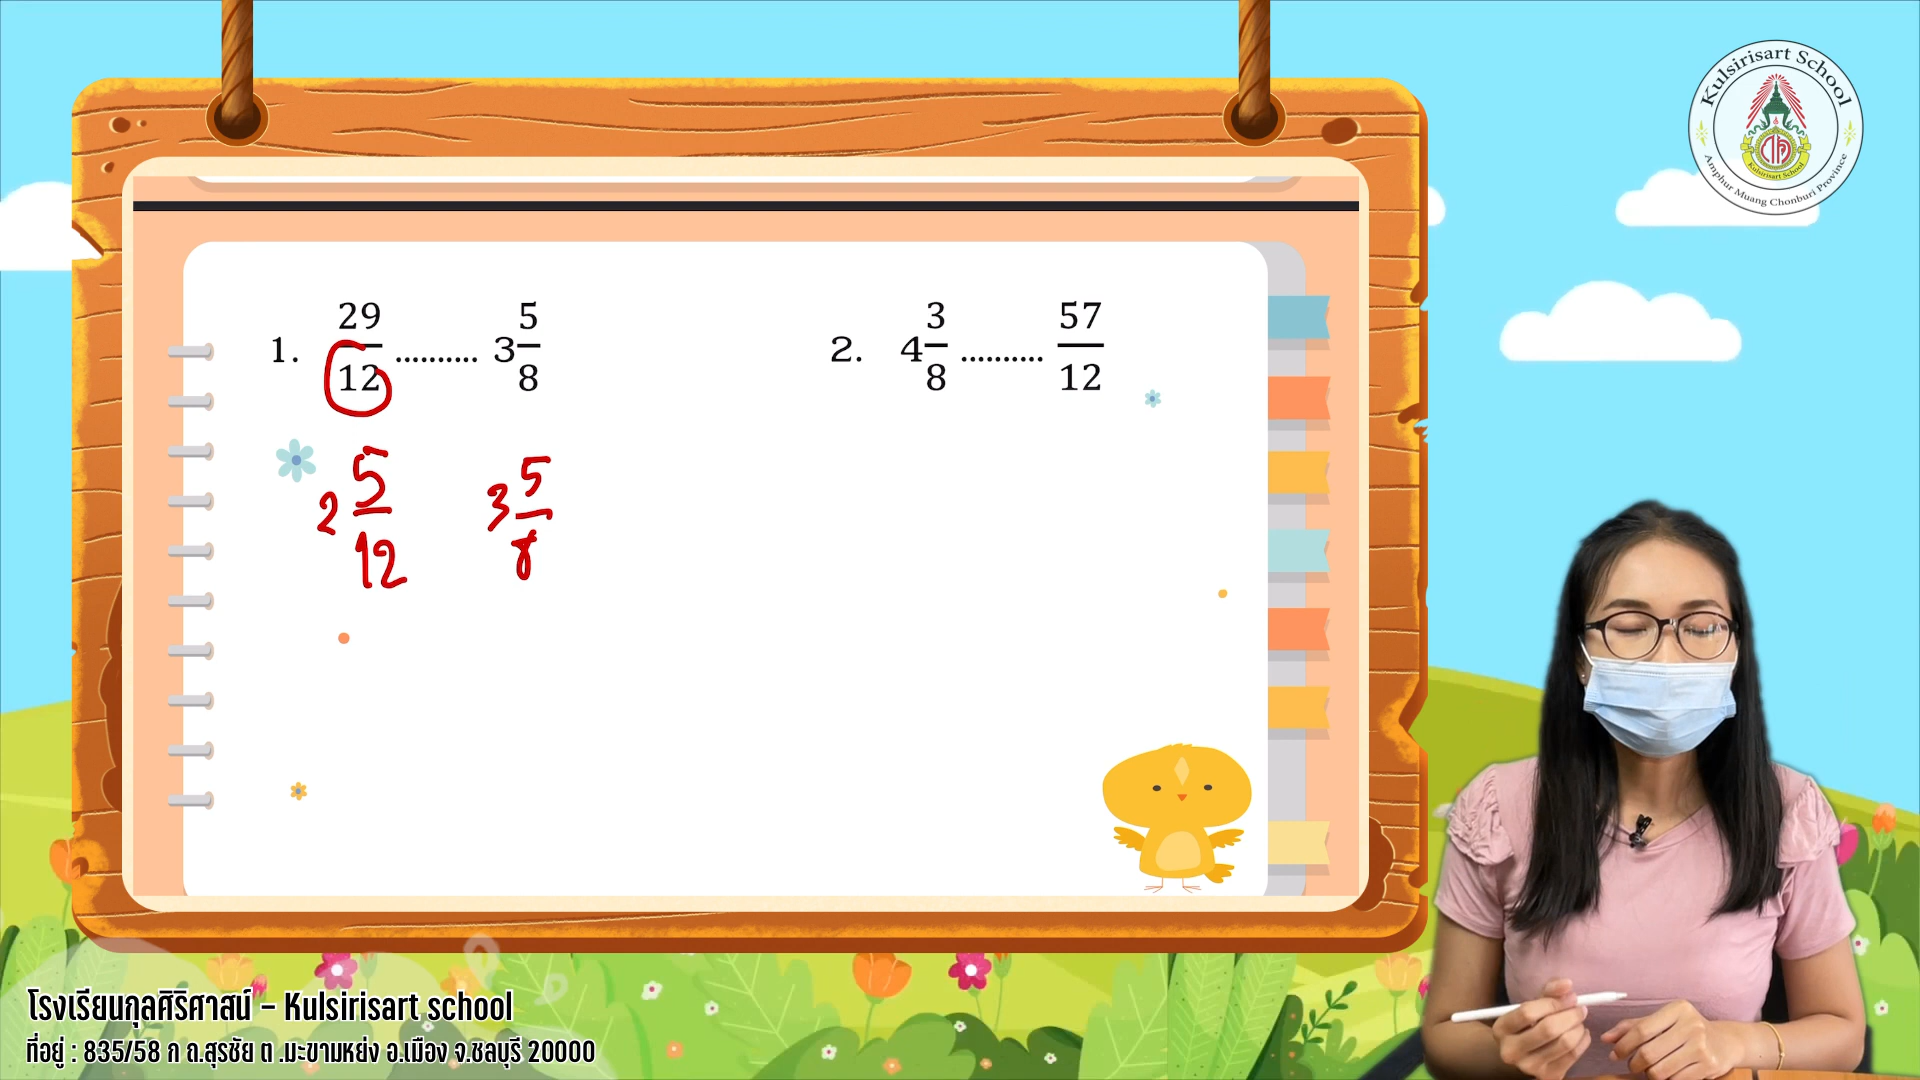 Kulsirisart School
Kulsirisart School
Amphur Muang Chonburi Province
1. 29/12 .......... 3 5/8
2. 4 3/8 .......... 57/12
2 5/12 3 5/8
โรงเรียนกุลศิริศาสน์ – Kulsirisart school
ที่อยู่ : 835/58 ก ถ.สุรชัย ต .มะขามหย่ง อ.เมือง จ.ชลบุรี 20000